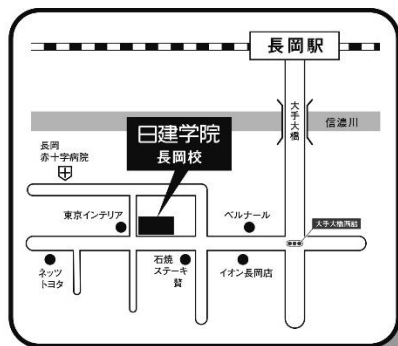 長岡駅
大手大橋
信濃川
日建学院
長岡校
長岡
赤十字病院
東京インテリア
ベルナール
大手大橋西詰
ネッツ
トヨタ
石焼
ステーキ
贅
イオン長岡店